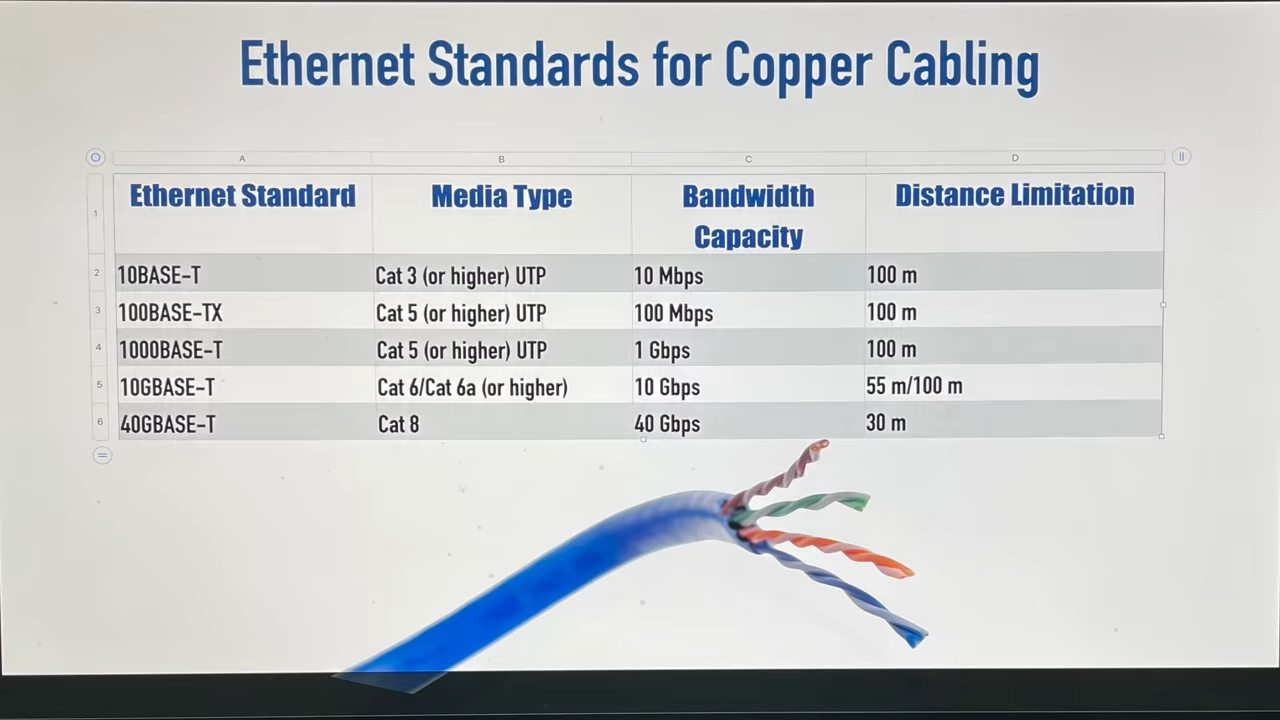 Ethernet Standards for Copper Cabling
A B C D
1 Ethernet Standard Media Type Bandwidth Capacity Distance Limitation
2 10BASE-T Cat 3 (or higher) UTP 10 Mbps 100 m
3 100BASE-TX Cat 5 (or higher) UTP 100 Mbps 100 m
4 1000BASE-T Cat 5 (or higher) UTP 1 Gbps 100 m
5 10GBASE-T Cat 6/Cat 6a (or higher) 10 Gbps 55 m/100 m
6 40GBASE-T Cat 8 40 Gbps 30 m